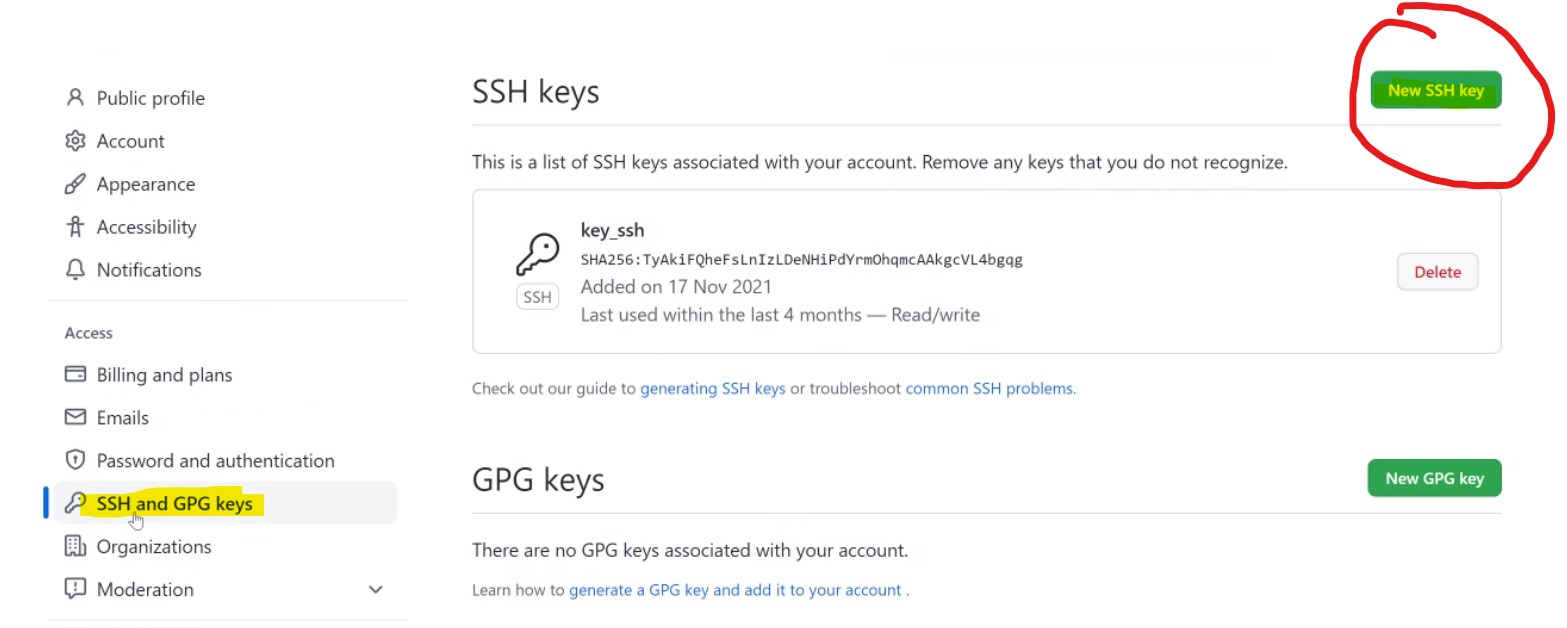 Public profile
Account
Appearance
Accessibility
Notifications
Access
Billing and plans
Emails
Password and authentication
SSH and GPG keys
Organizations
Moderation
SSH keys
New SSH key
This is a list of SSH keys associated with your account. Remove any keys that you do not recognize.
key_ssh
SHA256:TyAkiFQheFsLnIzLDeNHiPdYrmOhqmcAAkgcVL4bgqg
SSH
Added on 17 Nov 2021
Last used within the last 4 months — Read/write
Delete
Check out our guide to generating SSH keys or troubleshoot common SSH problems.
GPG keys
New GPG key
There are no GPG keys associated with your account.
Learn how to generate a GPG key and add it to your account .